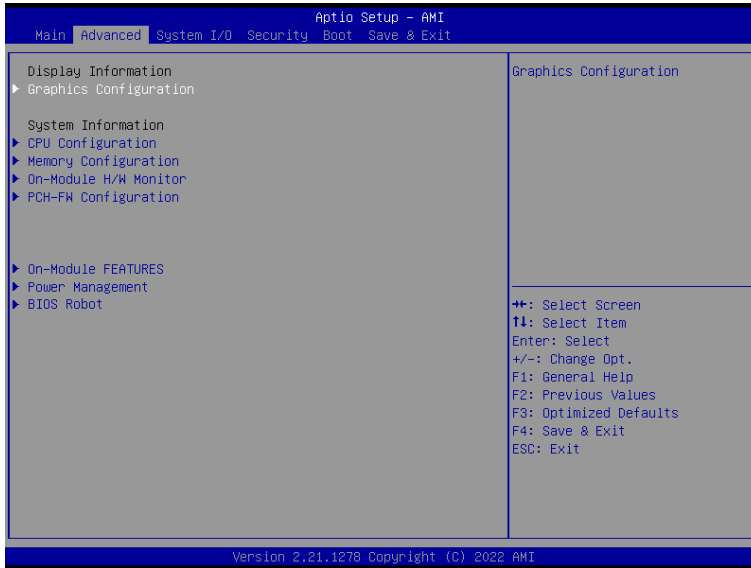 Aptio Setup – AMI
Main Advanced System I/O Security Boot Save & Exit
Display Information
Graphics Configuration
System Information
CPU Configuration
Memory Configuration
On-Module H/W Monitor
PCH-FW Configuration
On-Module FEATURES
Power Management
BIOS Robot
Graphics Configuration
→←: Select Screen
↑↓: Select Item
Enter: Select
+/-: Change Opt.
F1: General Help
F2: Previous Values
F3: Optimized Defaults
F4: Save & Exit
ESC: Exit
Version 2.21.1278 Copyright (C) 2022 AMI